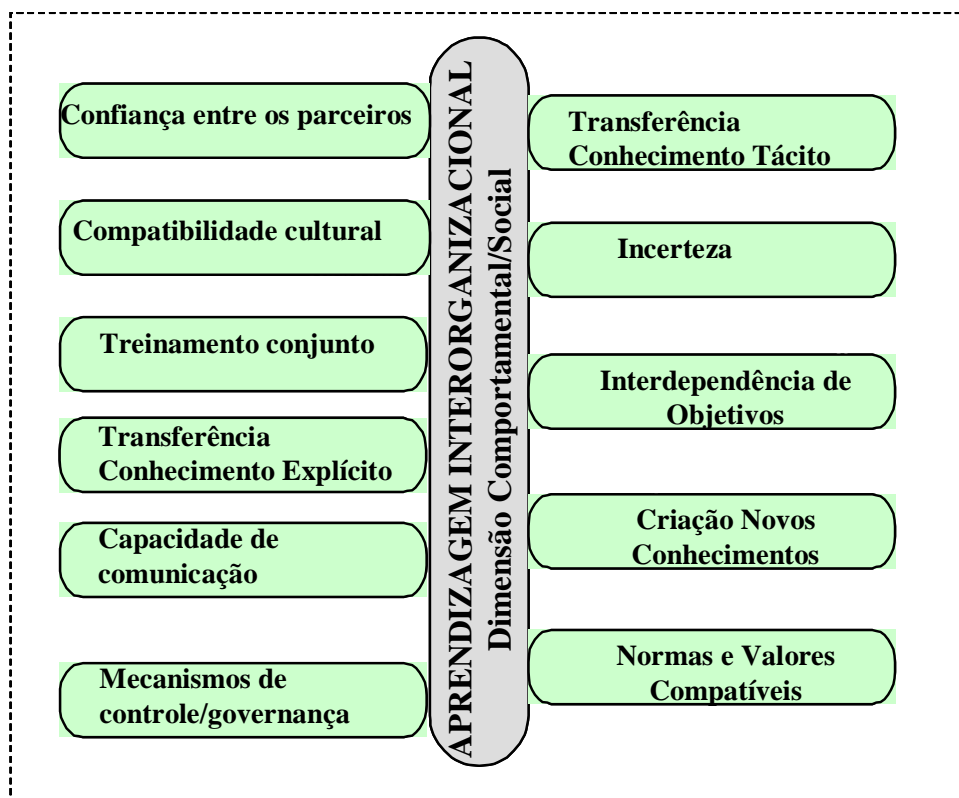 Confiança entre os parceiros
Compatibilidade cultural
Treinamento conjunto
Transferência
Conhecimento Explícito
Capacidade de
comunicação
Mecanismos de
controle/governança
APRENDIZAGEM INTERORGANIZACIONAL
Dimensão Comportamental/Social
Transferência
Conhecimento Tácito
Incerteza
Interdependência de
Objetivos
Criação Novos
Conhecimentos
Normas e Valores
Compatíveis